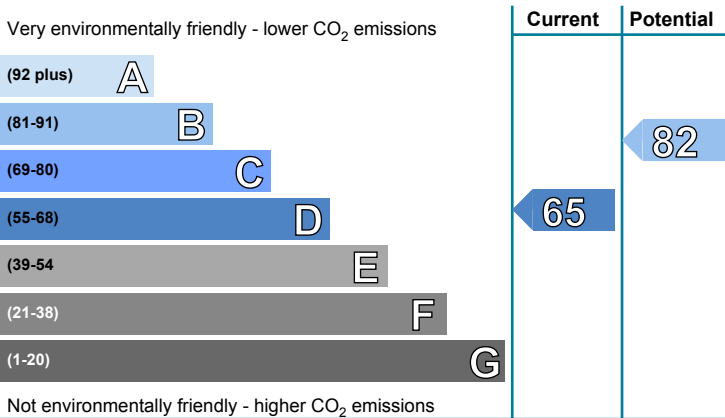 Very environmentally friendly - lower CO2 emissions
Current
Potential
(92 plus) A
(81-91) B
(69-80) C
(55-68) D
(39-54 E
(21-38) F
(1-20) G
82
65
Not environmentally friendly - higher CO2 emissions